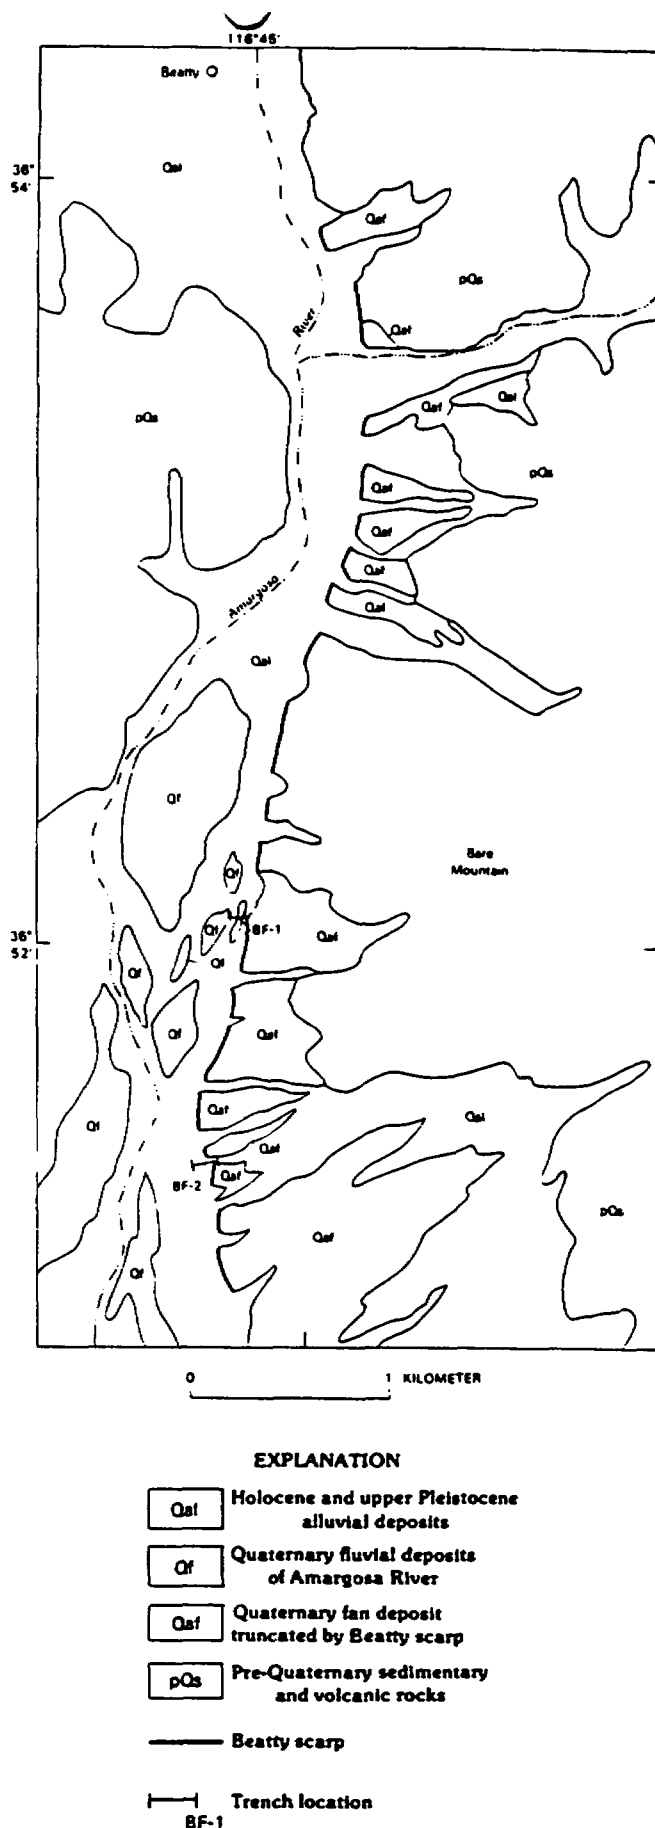 116°45'
Beatty
36°
54'
Qal
Qaf
pQs
River
Qaf
Qaf
Qaf
pQs
pQs
Qaf
Qaf
Qaf
Amargosa
Qaf
Qal
Qf
Bare
Mountain
Qf
36°
52'
Qf
BF-1
Qaf
Qf
Qf
Qf
Qaf
Qf
Qaf
Qal
Qaf
BF-2
Qaf
pQs
Qaf
Qf
0 1 KILOMETER
EXPLANATION
Qal Holocene and upper Pleistocene
alluvial deposits
Qf Quaternary fluvial deposits
of Amargosa River
Qaf Quaternary fan deposit
truncated by Beatty scarp
pQs Pre-Quaternary sedimentary
and volcanic rocks
Beatty scarp
Trench location
BF-1